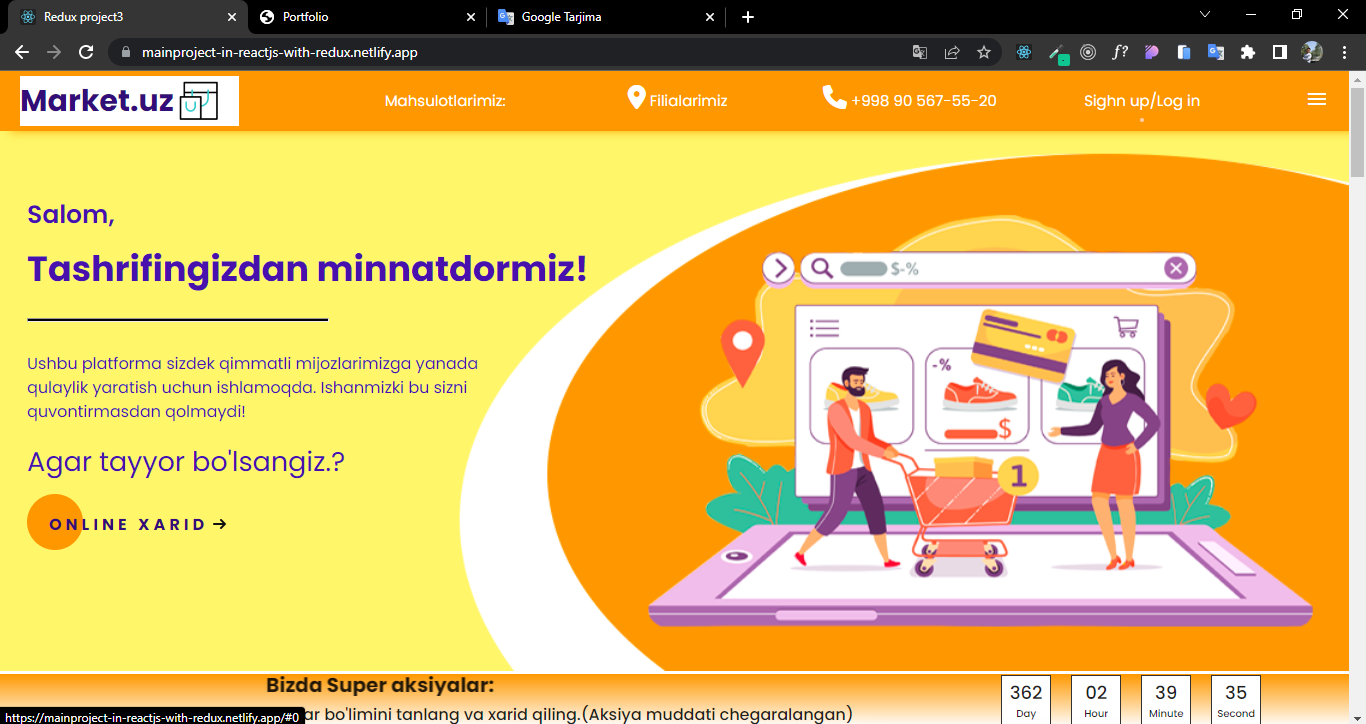 Redux project3
Portfolio
Google Tarjima
mainproject-in-reactjs-with-redux.netlify.app
f?
Market.uz
Mahsulotlarimiz:
Filialarimiz
+998 90 567-55-20
Sighn up/Log in
Salom,
Tashrifingizdan minnatdormiz!
Ushbu platforma sizdek qimmatli mijozlarimizga yanada
qulaylik yaratish uchun ishlamoqda. Ishanmizki bu sizni
quvontirmasdan qolmaydi!
Agar tayyor bo'lsangiz.?
ONLINE XARID
$-%
-%
$
1
Bizda Super aksiyalar:
bo'limini tanlang va xarid qiling.(Aksiya muddati chegaralangan)
362
Day
02
Hour
39
Minute
35
Second
https://mainproject-in-reactjs-with-redux.netlify.app/#0